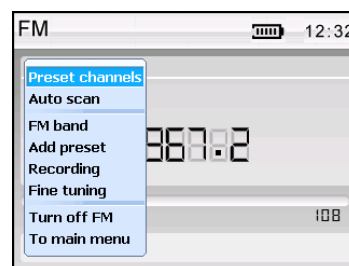 FM 12:32
Preset channels
Auto scan
FM band
Add preset
Recording
Fine tuning
Turn off FM
To main menu
108